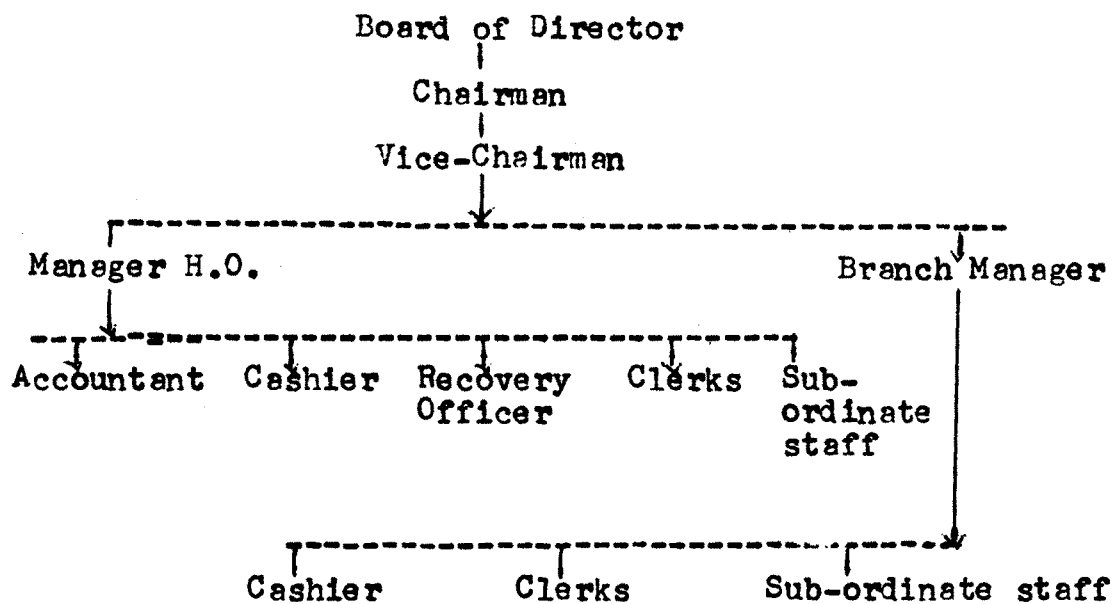 Board of Director
Chairman
Vice-Chairman
Manager H.O.
Branch Manager
Accountant
Cashier
Recovery
Officer
Clerks
Sub-
ordinate
staff
Cashier
Clerks
Sub-ordinate staff